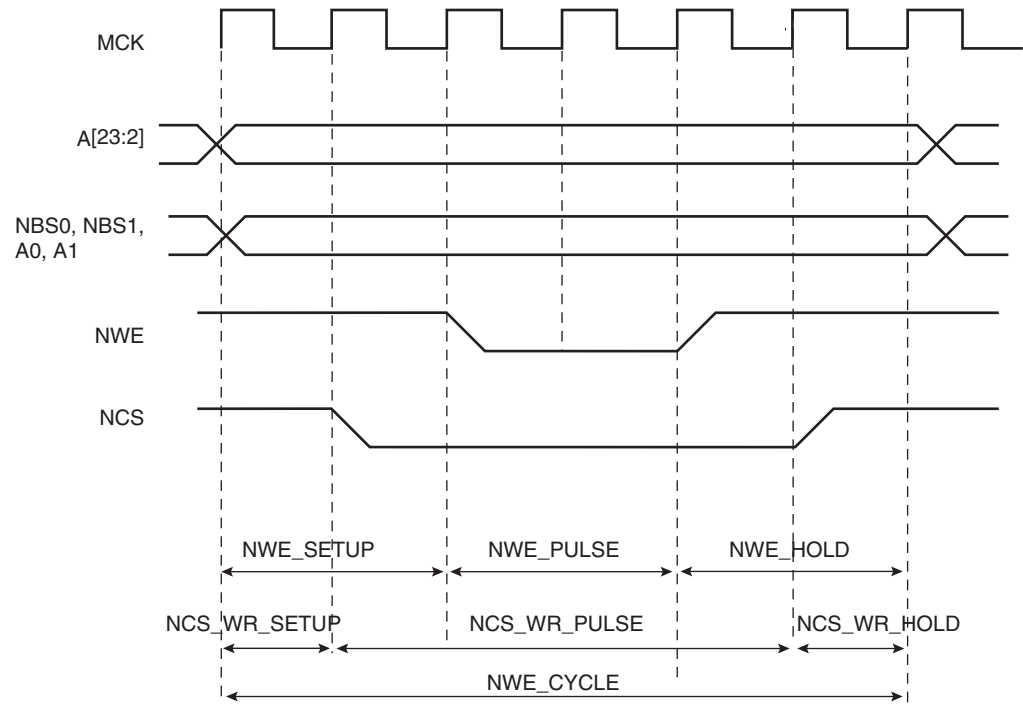 MCK
A[23:2]
NBS0, NBS1,
A0, A1
NWE
NCS
NWE_SETUP
NWE_PULSE
NWE_HOLD
NCS_WR_SETUP
NCS_WR_PULSE
NCS_WR_HOLD
NWE_CYCLE